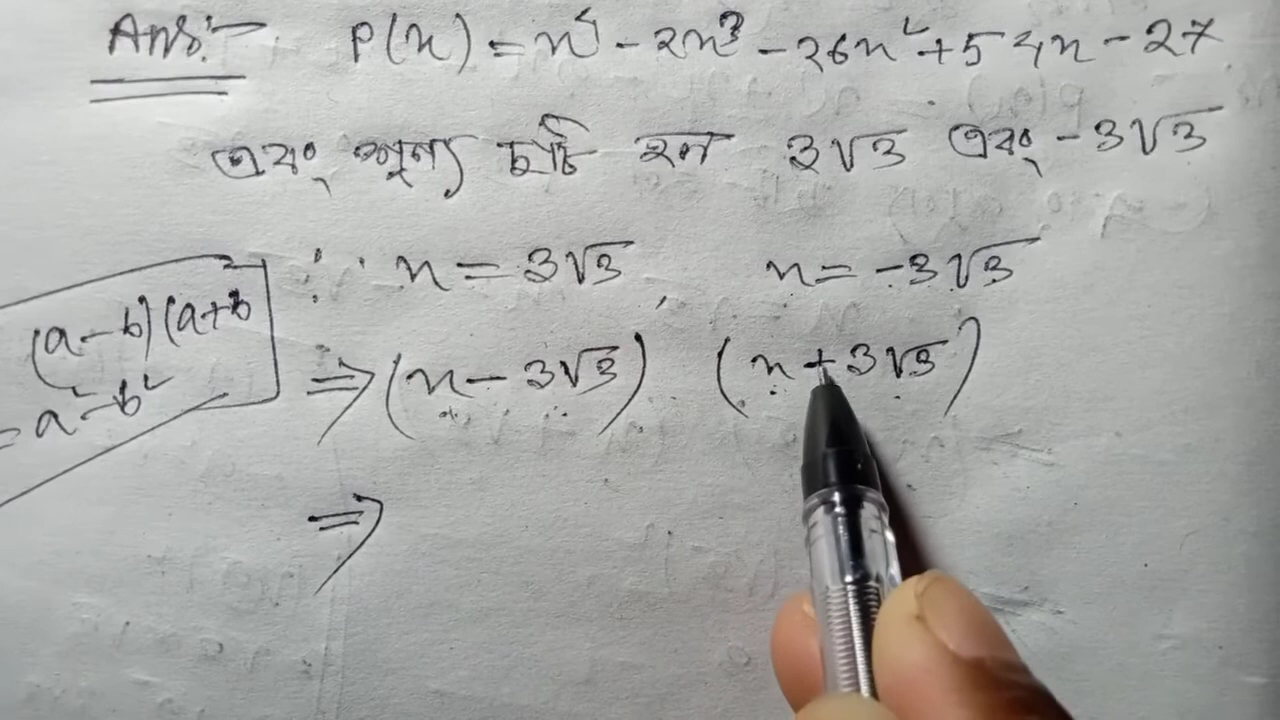 Ans:- P(x) = x⁴ - 2x³ - 26x² + 54x - 27
এবং শূন্য দুটি হল 3√3 এবং -3√3
∴ x = 3√3, x = -3√3
(a-b)(a+b
= a² - b²
⇒ (x - 3√3) (x + 3√3)
⇒